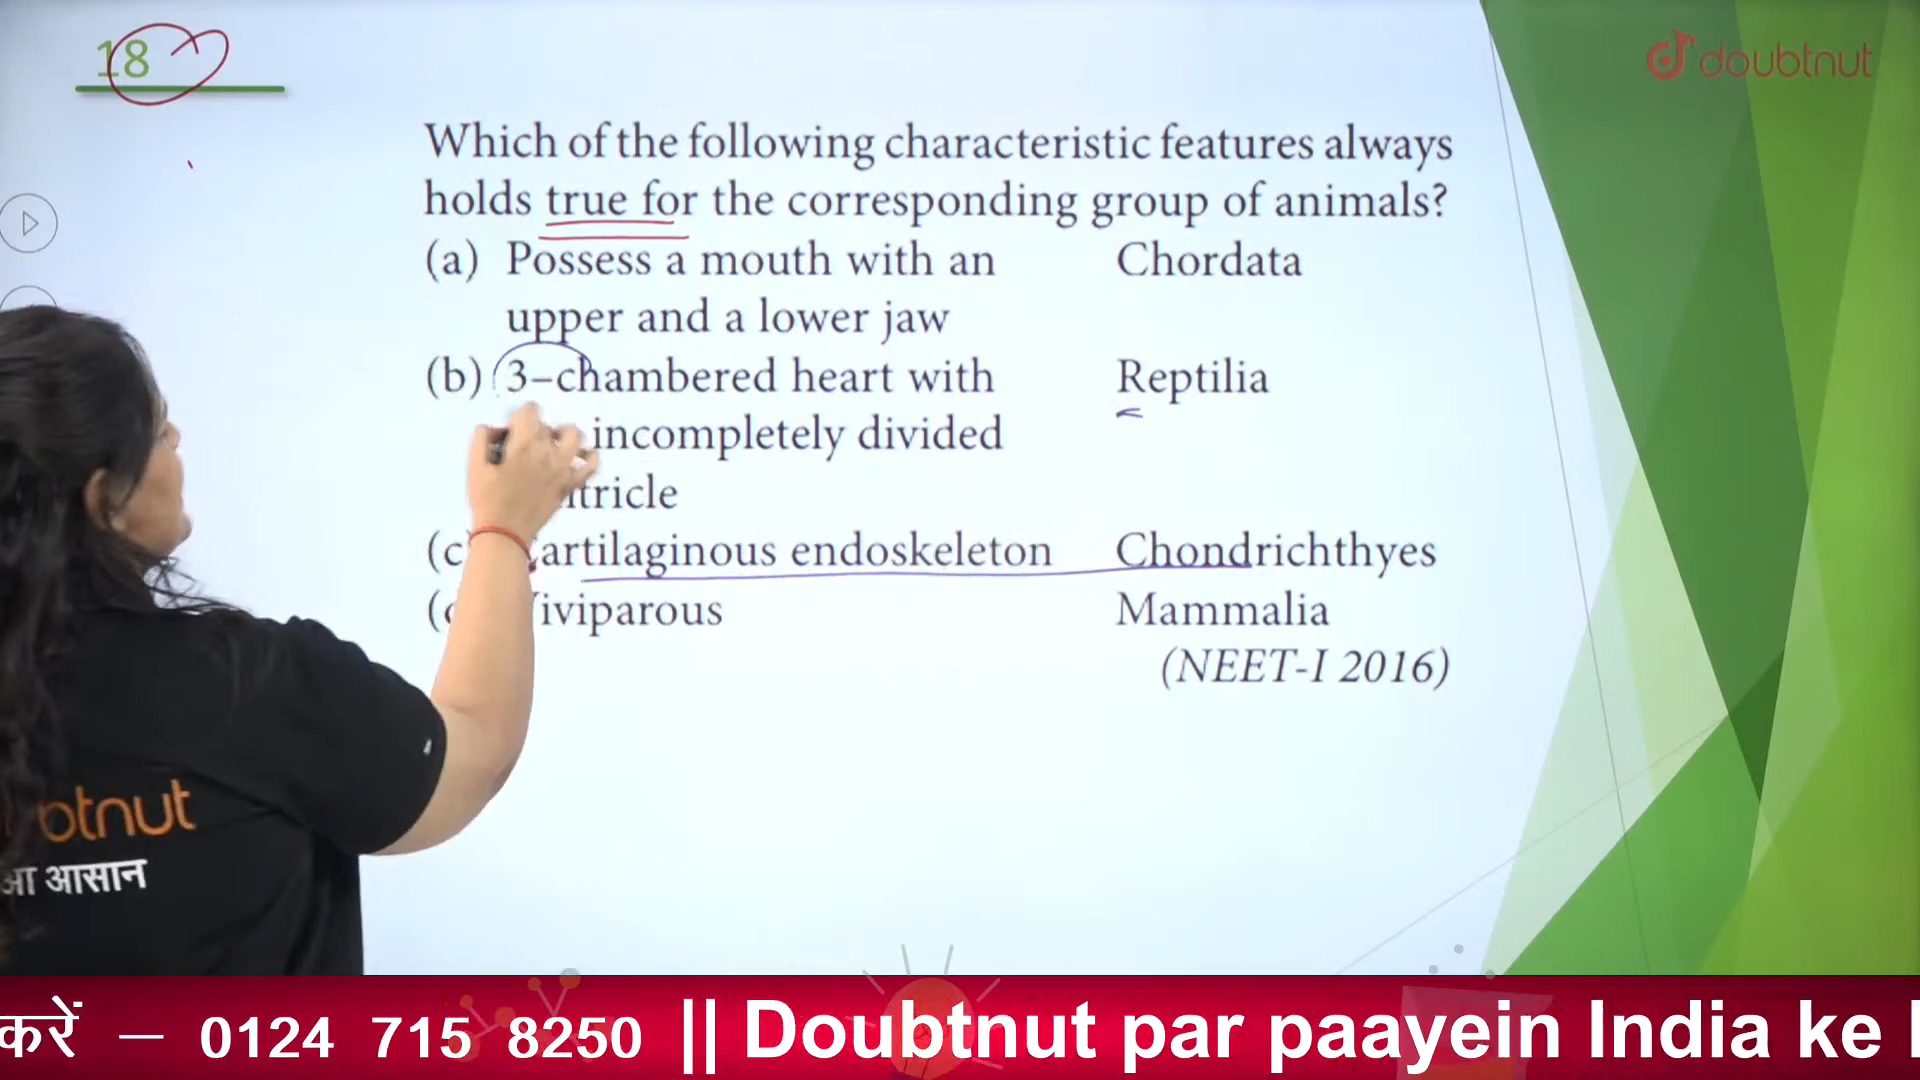 18
doubtnut
Which of the following characteristic features always
holds true for the corresponding group of animals?
(a) Possess a mouth with an Chordata
upper and a lower jaw
(b) 3–chambered heart with Reptilia
incompletely divided
tricle
(c artilaginous endoskeleton Chondrichthyes
( iviparous Mammalia
(NEET-I 2016)
btnut
आ आसान
करें – 0124 715 8250 || Doubtnut par paayein India ke